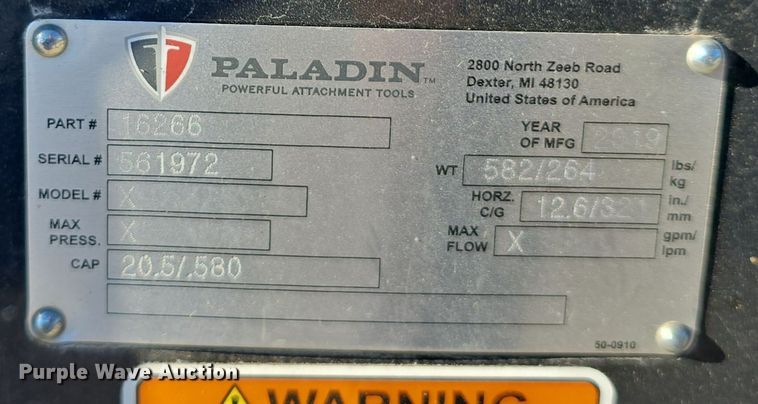 PALADIN™
POWERFUL ATTACHMENT TOOLS
2800 North Zeeb Road
Dexter, MI 48130
United States of America
PART # 16266
YEAR OF MFG 2019
SERIAL # 561972
WT 582/264 lbs/kg
MODEL # X
HORZ. C/G 12.6/321 in./mm
MAX PRESS. X
MAX FLOW X gpm/lpm
CAP 20.5/.580
50-0910
Purple Wave Auction
WARNING